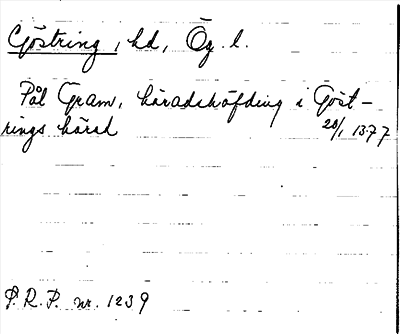 Göstring, hd, Ög. l.
Pål Gram, häradshöfding i Göst-
rings härad 20/1 1377
P. R. P. nr. 1239